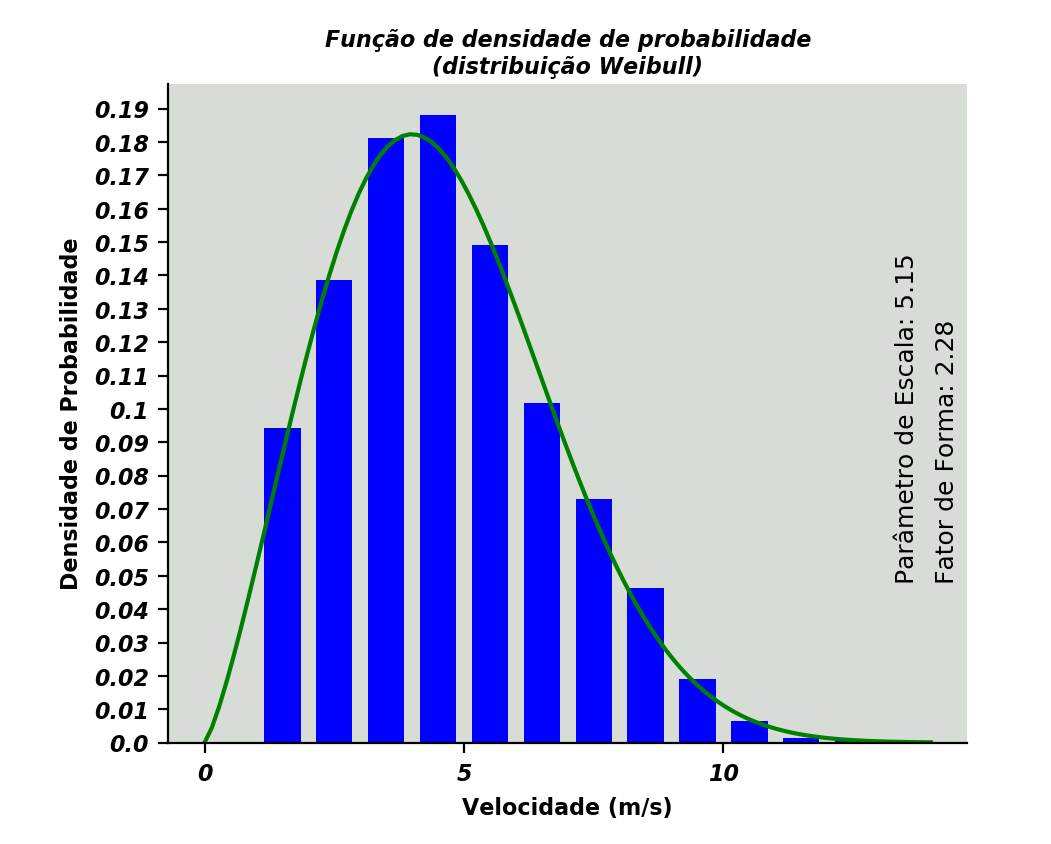 Função de densidade de probabilidade
(distribuição Weibull)
Densidade de Probabilidade
0.19
0.18
0.17
0.16
0.15
0.14
0.13
0.12
0.11
0.1
0.09
0.08
0.07
0.06
0.05
0.04
0.03
0.02
0.01
0.0
Parâmetro de Escala: 5.15
Fator de Forma: 2.28
0 5 10
Velocidade (m/s)